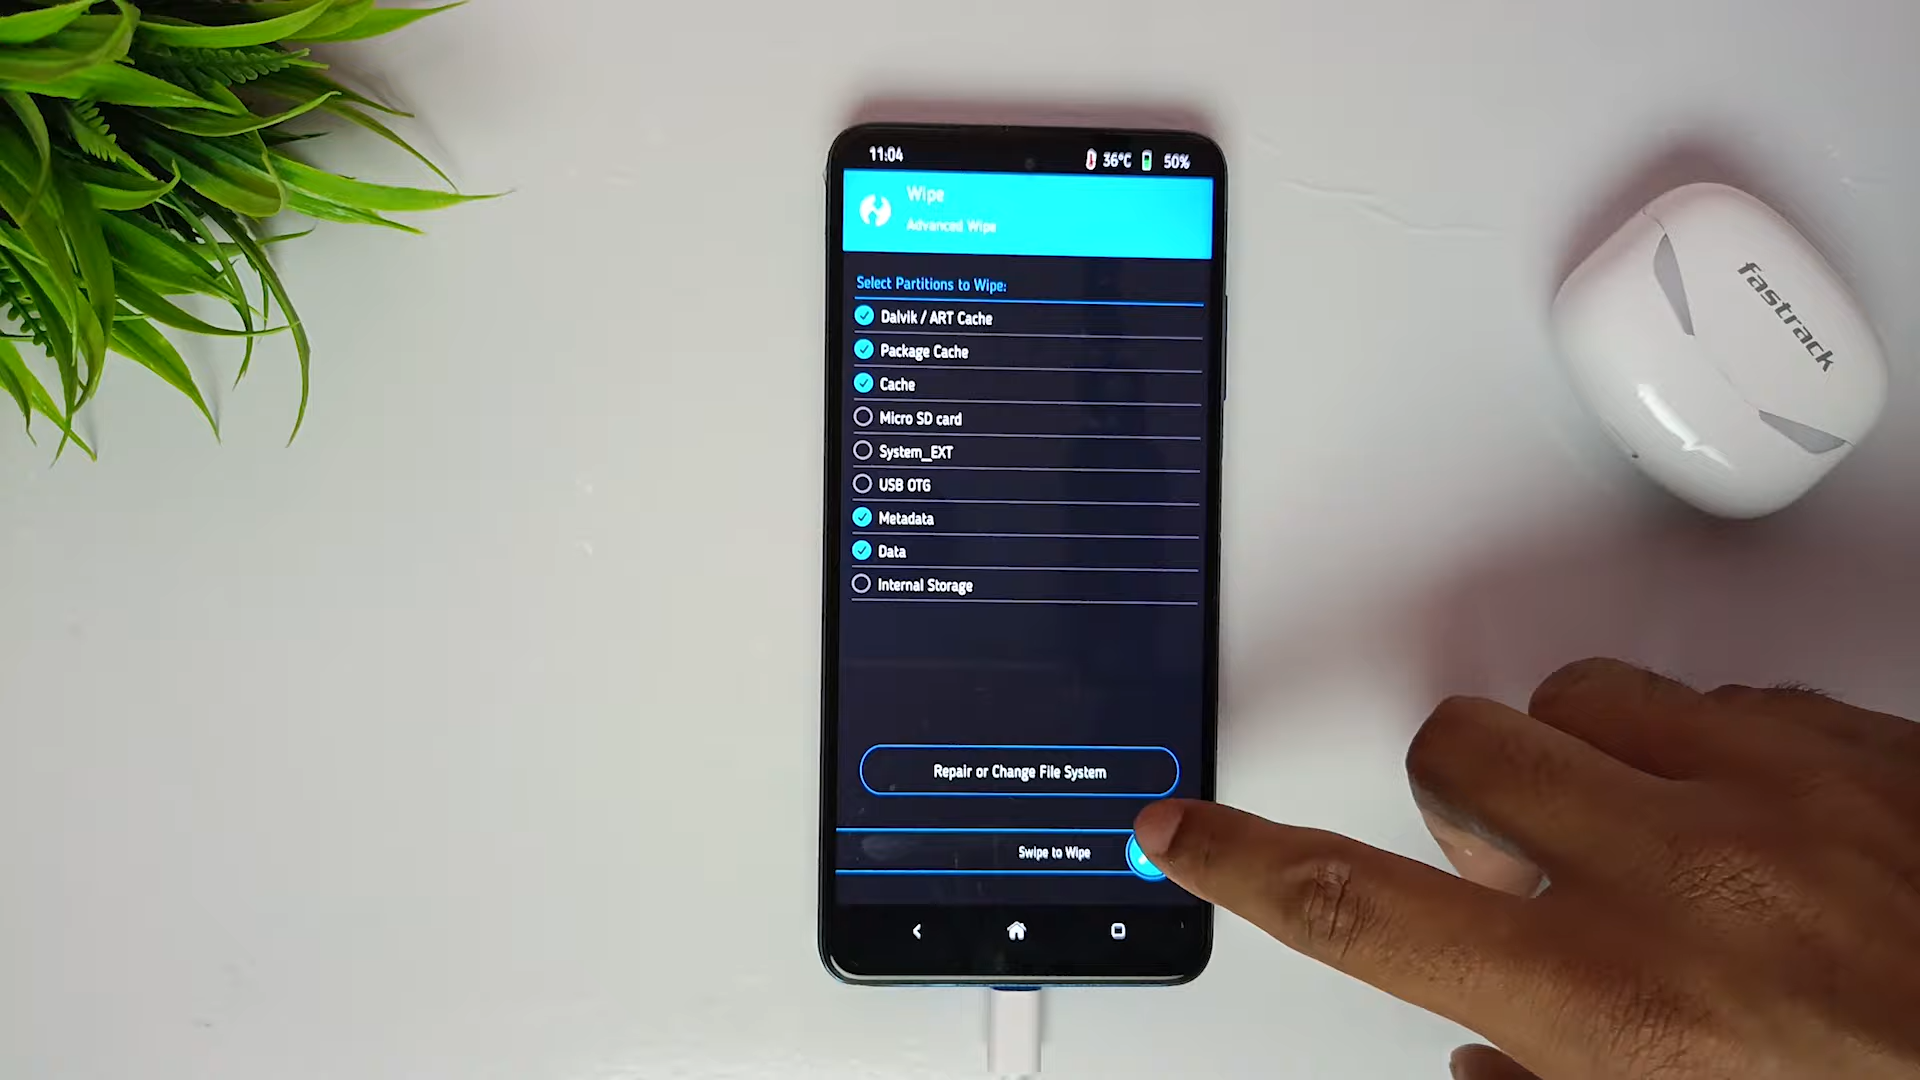 11:04
36°C 50%
Wipe
Advanced Wipe
Select Partitions to Wipe:
Dalvik / ART Cache
Package Cache
Cache
Micro SD card
System_EXT
USB OTG
Metadata
Data
Internal Storage
Repair or Change File System
Swipe to Wipe
fastrack